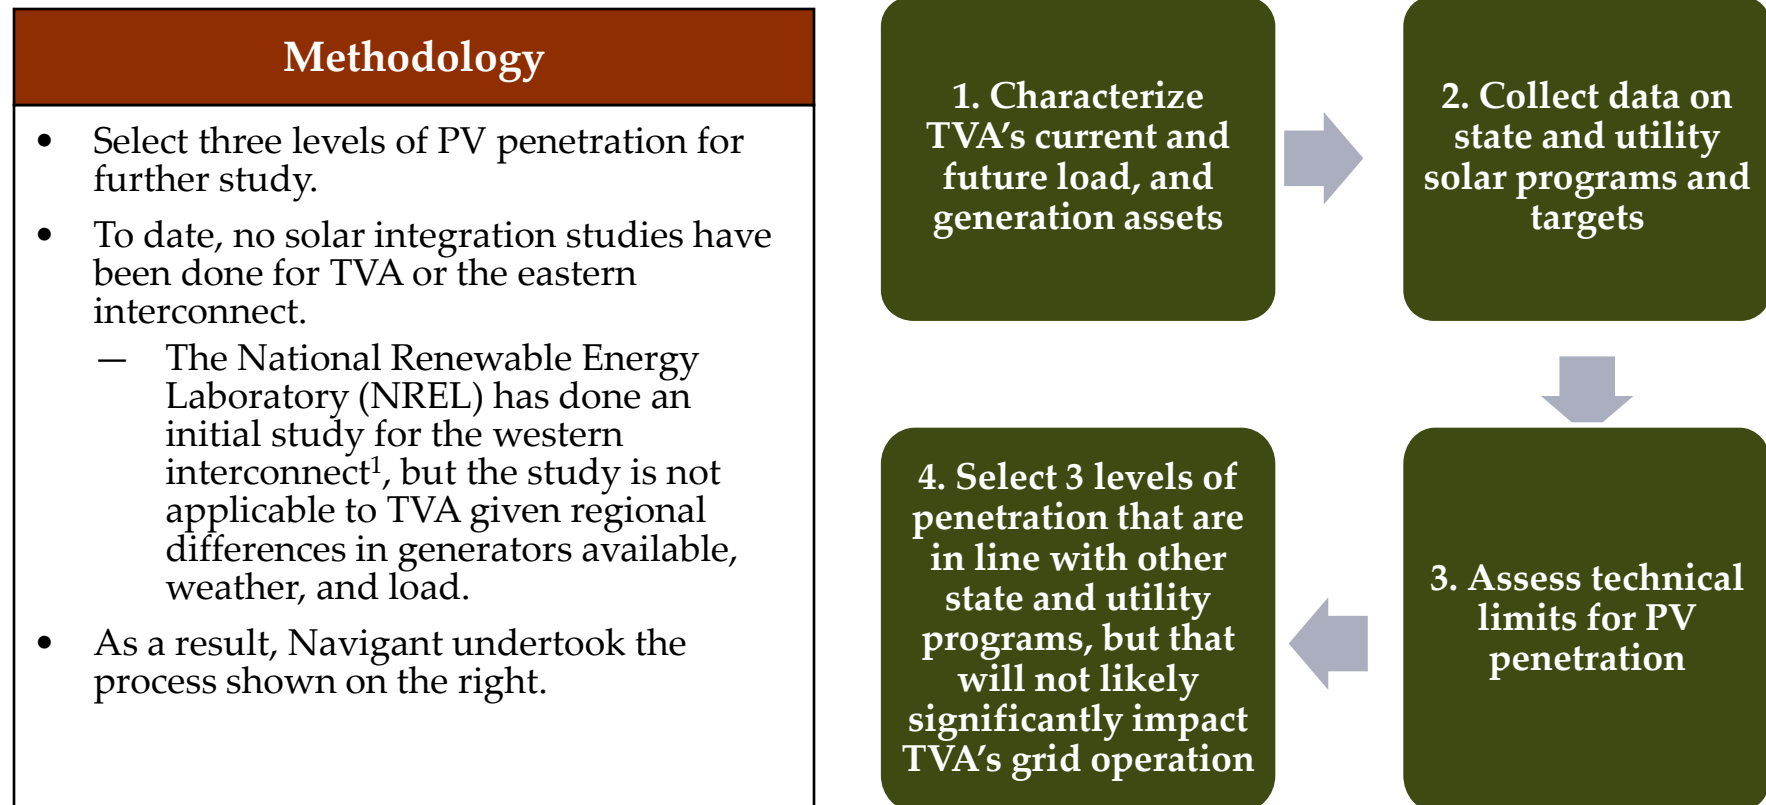 Methodology
• Select three levels of PV penetration for
further study.
• To date, no solar integration studies have
been done for TVA or the eastern
interconnect.
— The National Renewable Energy
Laboratory (NREL) has done an
initial study for the western
interconnect¹, but the study is not
applicable to TVA given regional
differences in generators available,
weather, and load.
• As a result, Navigant undertook the
process shown on the right.
1. Characterize
TVA's current and
future load, and
generation assets
2. Collect data on
state and utility
solar programs and
targets
3. Assess technical
limits for PV
penetration
4. Select 3 levels of
penetration that are
in line with other
state and utility
programs, but that
will not likely
significantly impact
TVA's grid operation